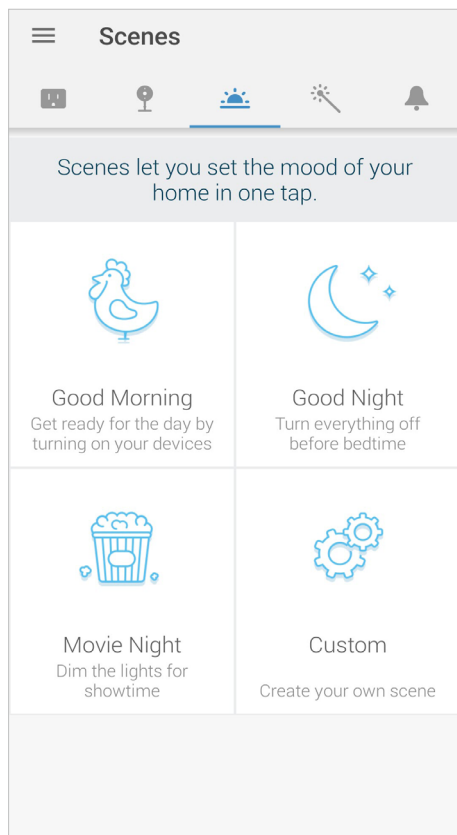 Scenes
Scenes let you set the mood of your
home in one tap.
Good Morning
Get ready for the day by
turning on your devices
Good Night
Turn everything off
before bedtime
Movie Night
Dim the lights for
showtime
Custom
Create your own scene